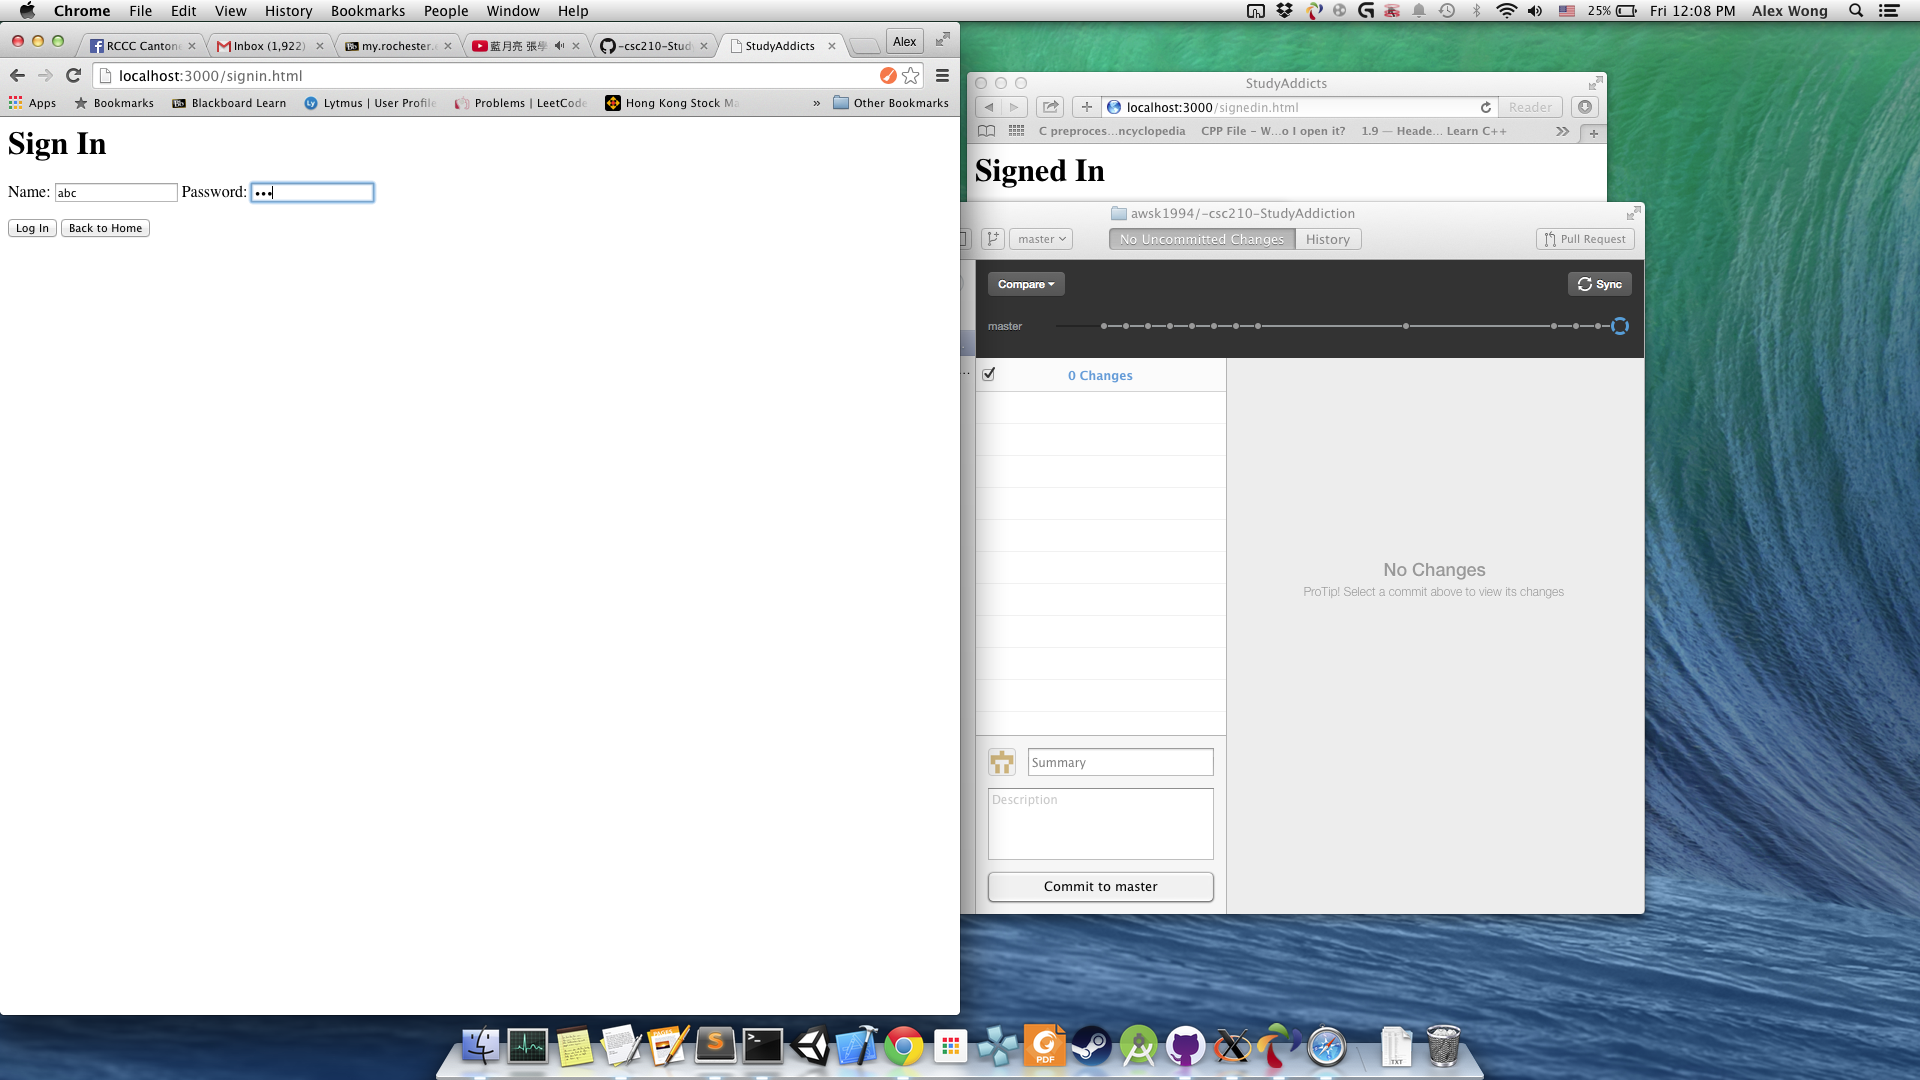 Chrome File Edit View History Bookmarks People Window Help
25% Fri 12:08 PM Alex Wong
RCCC Canton Inbox (1,922) my.rochester. 藍月亮 張學 -csc210-Stud StudyAddicts Alex
localhost:3000/signin.html
Apps Bookmarks Blackboard Learn Lytmus | User Profile Problems | LeetCode Hong Kong Stock Ma » Other Bookmarks
Sign In
Name: abc Password: •••
Log In Back to Home
StudyAddicts
localhost:3000/signedin.html Reader
C preproces...ncyclopedia CPP File – W...o I open it? 1.9 — Heade... Learn C++
Signed In
awsk1994/-csc210-StudyAddiction
master No Uncommitted Changes History Pull Request
Compare Sync
master
0 Changes
No Changes
ProTip! Select a commit above to view its changes
Summary
Description
Commit to master
PDF
TXT